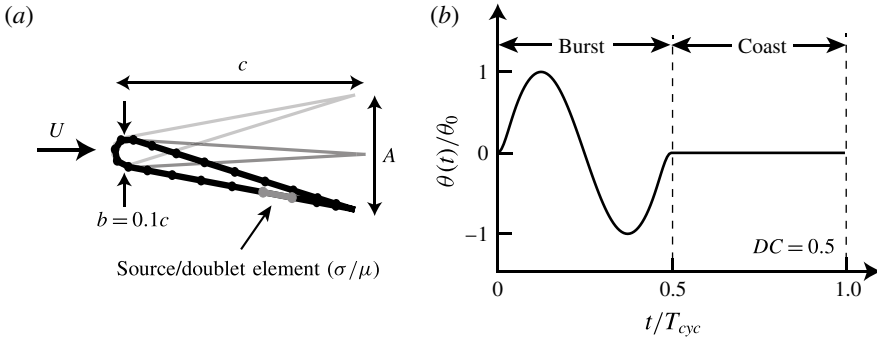 (a)
c
U
A
b = 0.1c
Source/doublet element (σ/μ)
(b)
Burst
Coast
1
0
−1
θ(t)/θ0
DC = 0.5
0
0.5
1.0
t/Tcyc